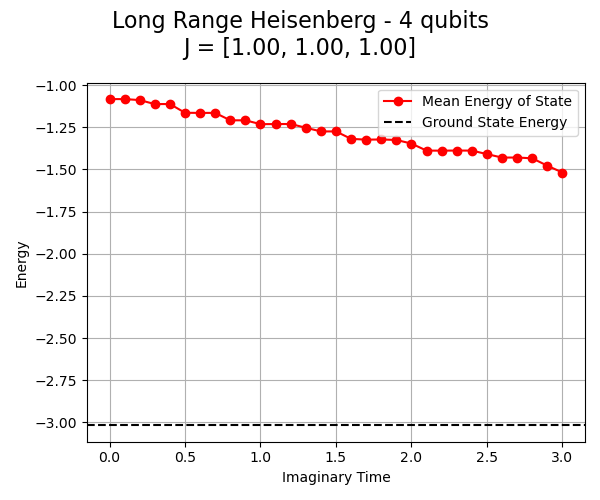 Long Range Heisenberg - 4 qubits
J = [1.00, 1.00, 1.00]
−1.00
−1.25
−1.50
−1.75
−2.00
−2.25
−2.50
−2.75
−3.00
Energy
Mean Energy of State
Ground State Energy
0.0 0.5 1.0 1.5 2.0 2.5 3.0
Imaginary Time